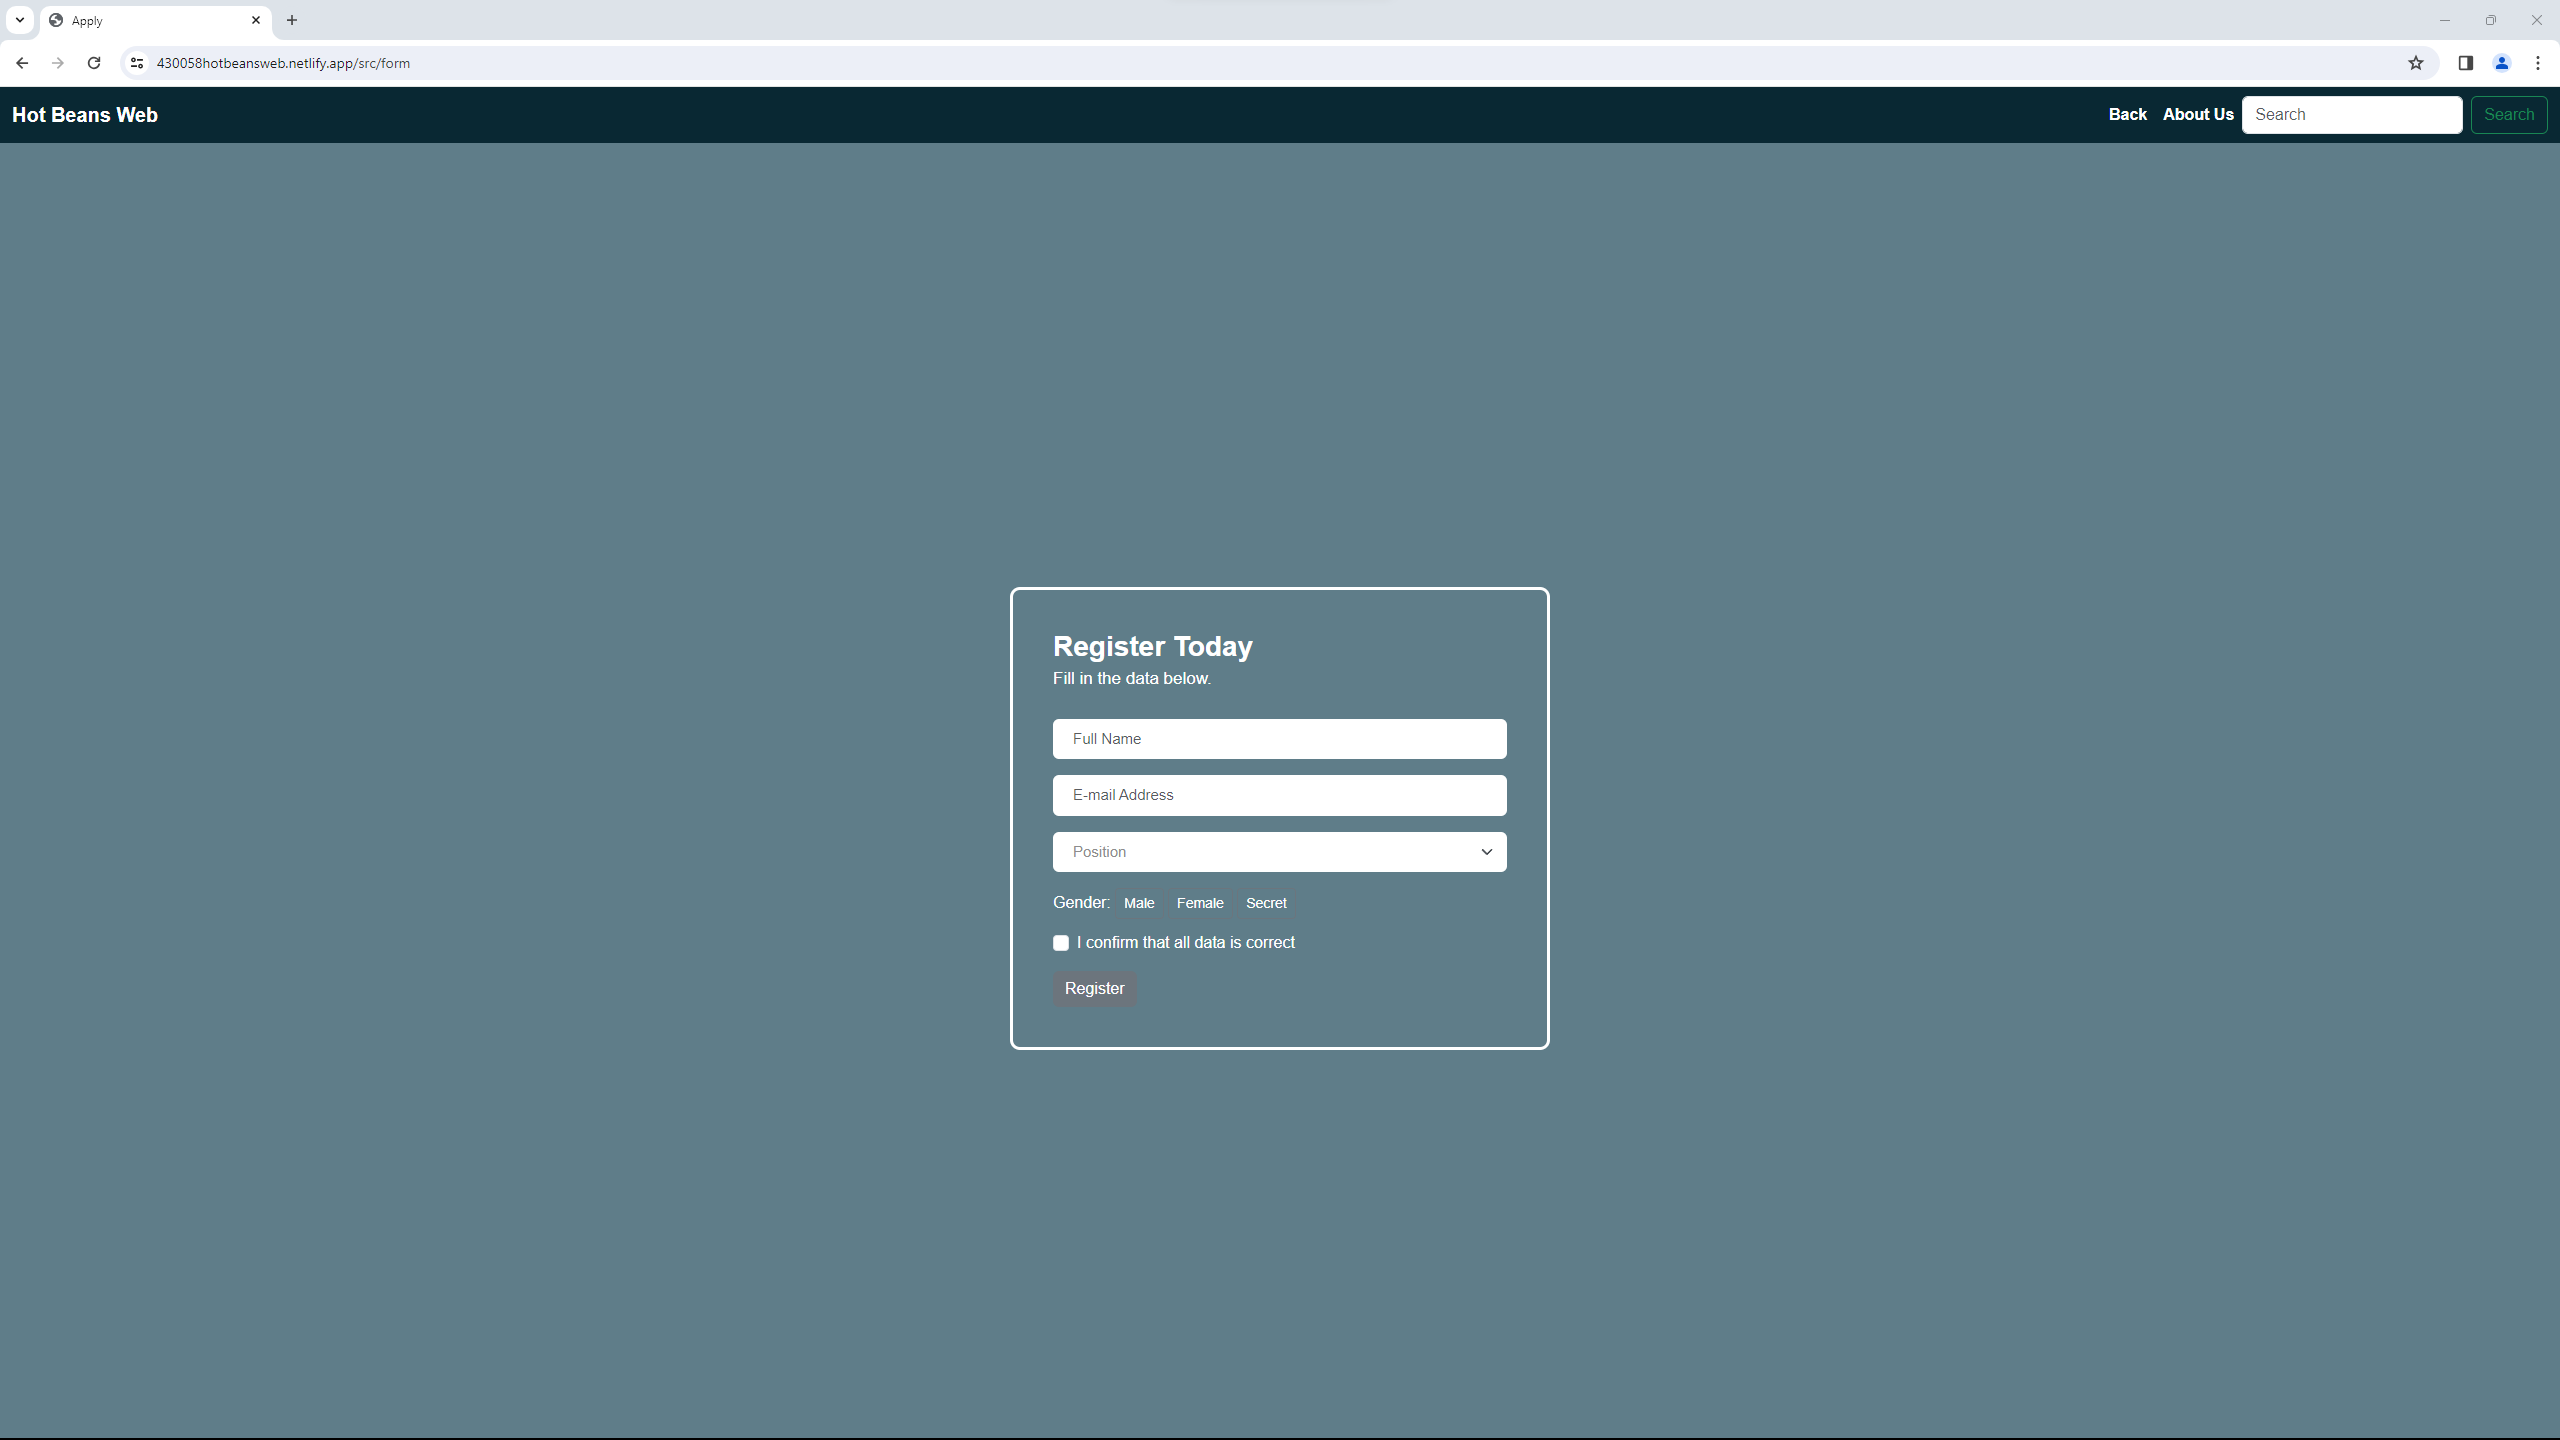 Apply
430058hotbeansweb.netlify.app/src/form
Hot Beans Web
Back About Us Search Search
Register Today
Fill in the data below.
Full Name
E-mail Address
Position
Gender: Male Female Secret
I confirm that all data is correct
Register